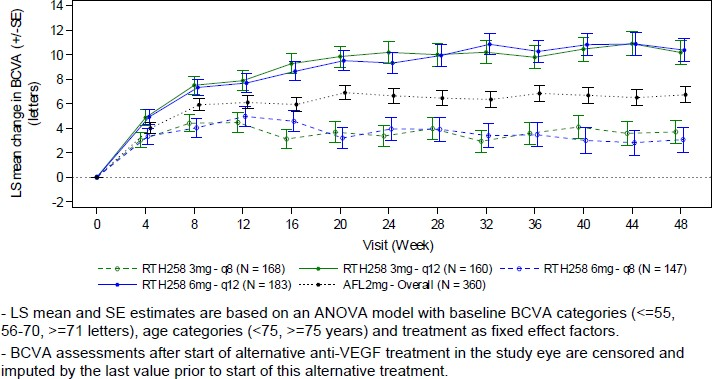 14
12
10
8
6
4
2
0
-2
LS mean change in BCVA (+/-SE)
(letters)
0 4 8 12 16 20 24 28 32 36 40 44 48
Visit (Week)
RTH258 3mg - q8 (N = 168) RTH258 3mg - q12 (N = 160) RTH258 6mg - q8 (N = 147)
RTH258 6mg - q12 (N = 183) AFL2mg - Overall (N = 360)
- LS mean and SE estimates are based on an ANOVA model with baseline BCVA categories (<=55,
56-70, >=71 letters), age categories (<75, >=75 years) and treatment as fixed effect factors.
- BCVA assessments after start of alternative anti-VEGF treatment in the study eye are censored and
imputed by the last value prior to start of this alternative treatment.